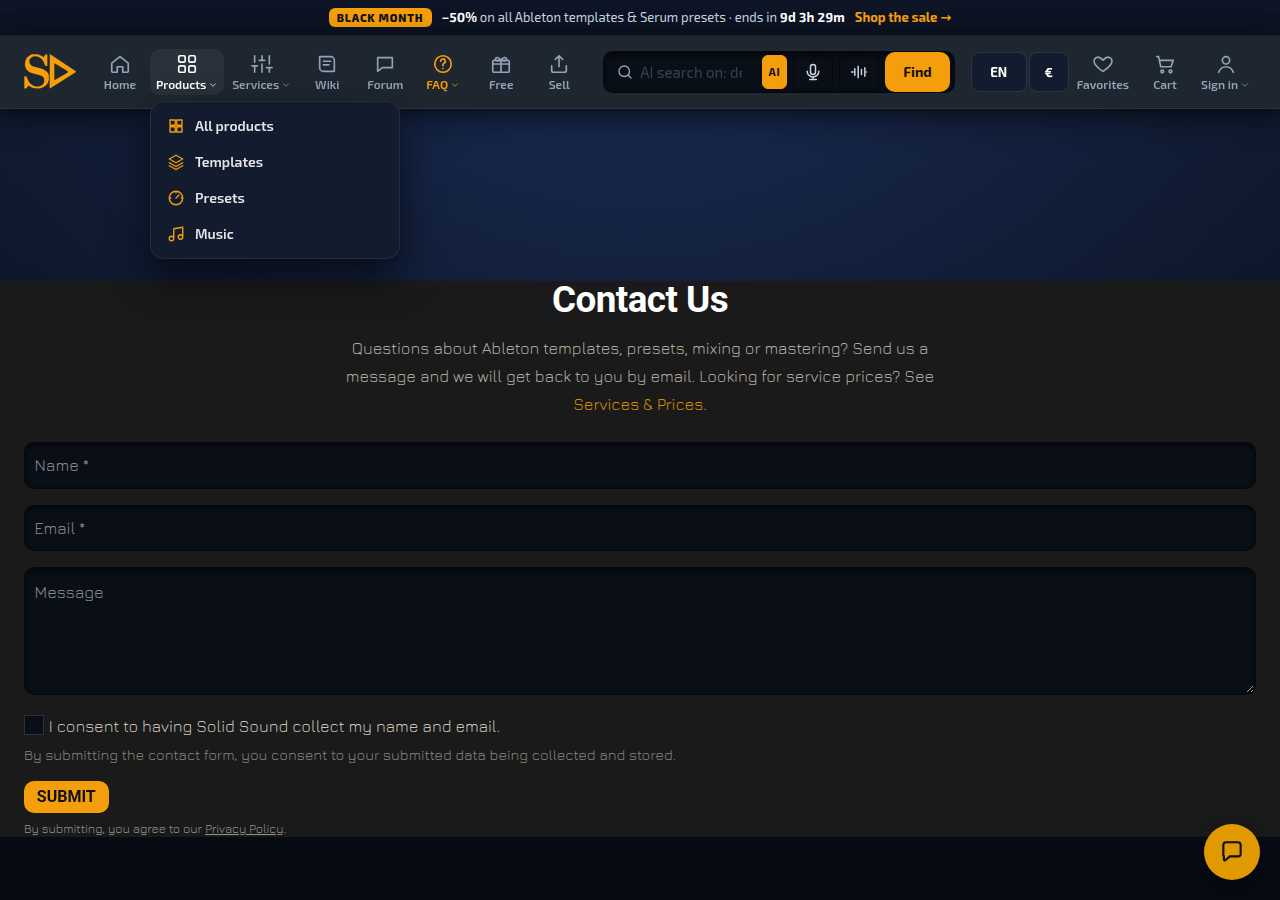 BLACK MONTH −50% on all Ableton templates & Serum presets · ends in 9d 3h 29m Shop the sale →
Home Products Services Wiki Forum FAQ Free Sell AI search on: AI Find EN € Favorites Cart Sign in
All products
Templates
Presets
Music
Contact Us
Questions about Ableton templates, presets, mixing or mastering? Send us a
message and we will get back to you by email. Looking for service prices? See
Services & Prices.
Name *
Email *
Message
I consent to having Solid Sound collect my name and email.
By submitting the contact form, you consent to your submitted data being collected and stored.
SUBMIT
By submitting, you agree to our Privacy Policy.